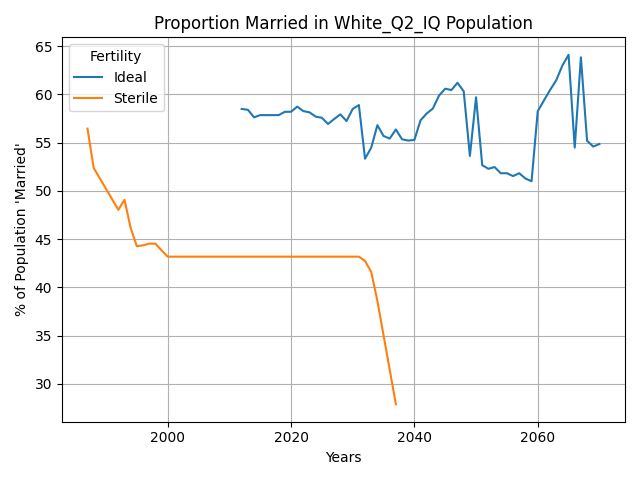 Proportion Married in White_Q2_IQ Population
Fertility
Ideal
Sterile
% of Population 'Married'
65
60
55
50
45
40
35
30
2000
2020
2040
2060
Years